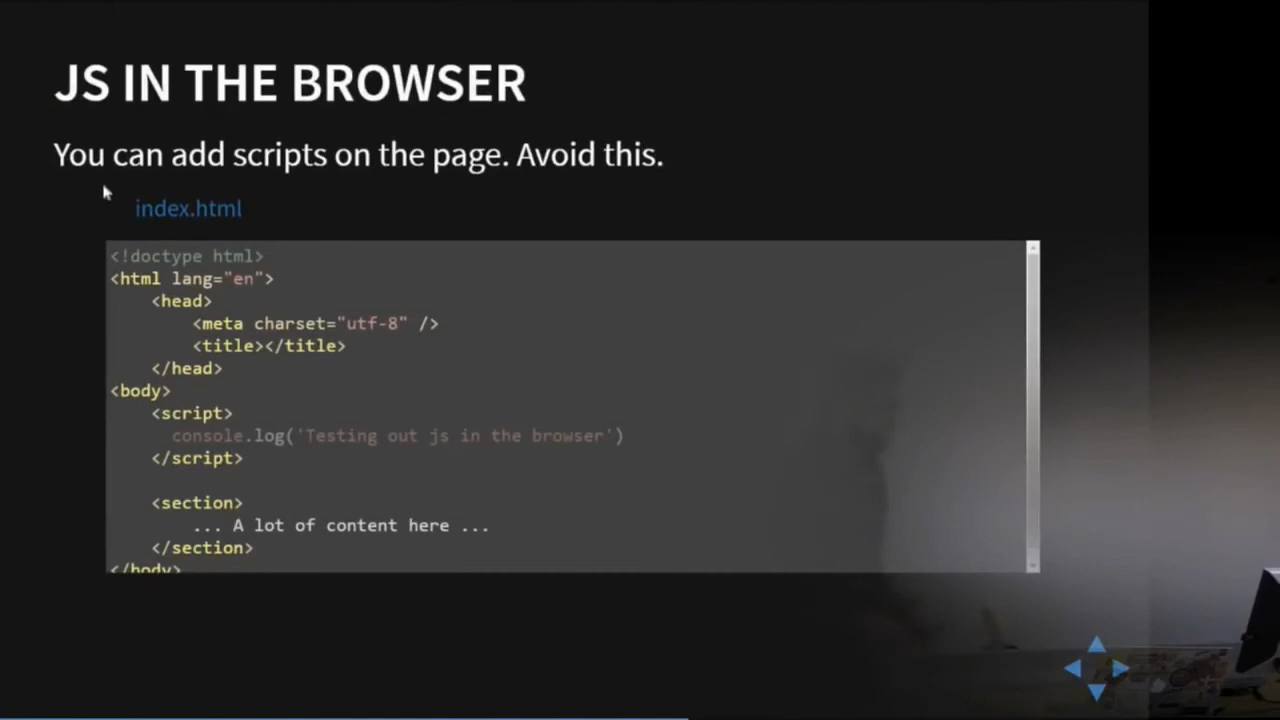 JS IN THE BROWSER
You can add scripts on the page. Avoid this.
index.html
<!doctype html>
<html lang="en">
    <head>
        <meta charset="utf-8" />
        <title></title>
    </head>
<body>
    <script>
      console.log('Testing out js in the browser')
    </script>

    <section>
        ... A lot of content here ...
    </section>
</body>